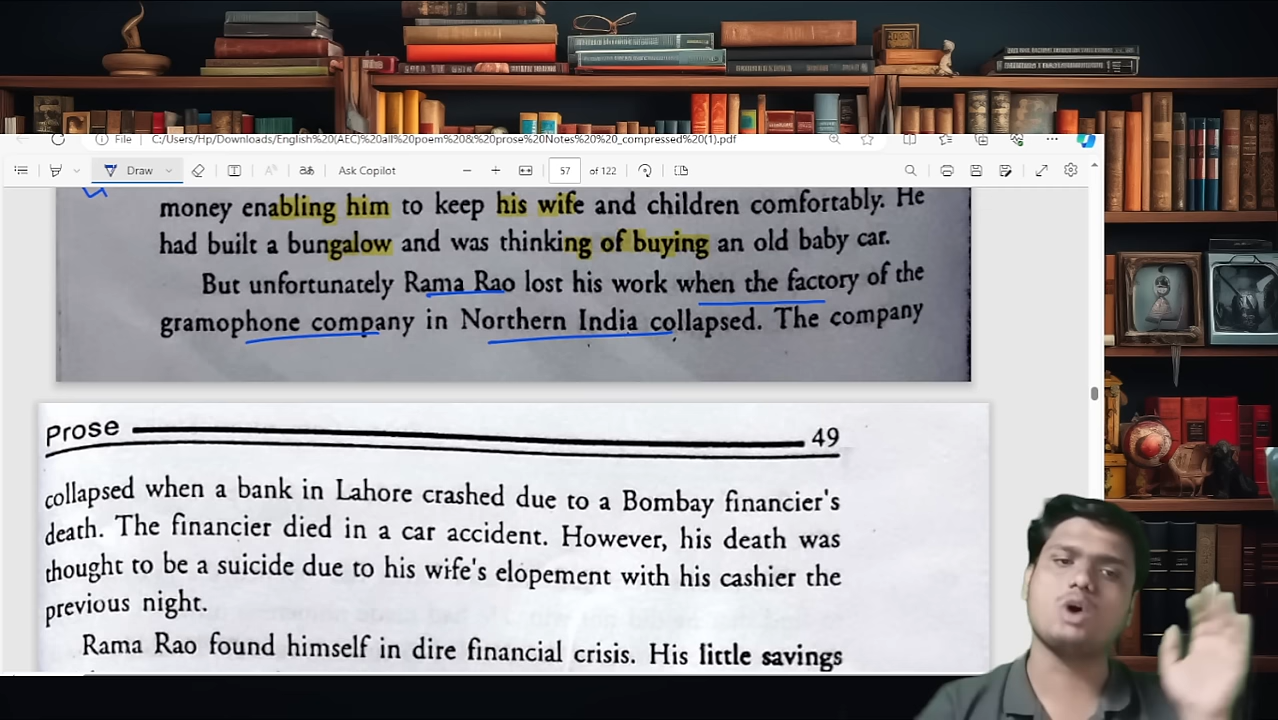 File C:/Users/Hp/Downloads/English%20(AEC)%20all%20poem%20&%20prose%20Notes%20%20_compressed%20(1).pdf
Draw Ask Copilot 57 of 122
money enabling him to keep his wife and children comfortably. He
had built a bungalow and was thinking of buying an old baby car.
But unfortunately Rama Rao lost his work when the factory of the
gramophone company in Northern India collapsed. The company
Prose 49
collapsed when a bank in Lahore crashed due to a Bombay financier's
death. The financier died in a car accident. However, his death was
thought to be a suicide due to his wife's elopement with his cashier the
previous night.
Rama Rao found himself in dire financial crisis. His little savings